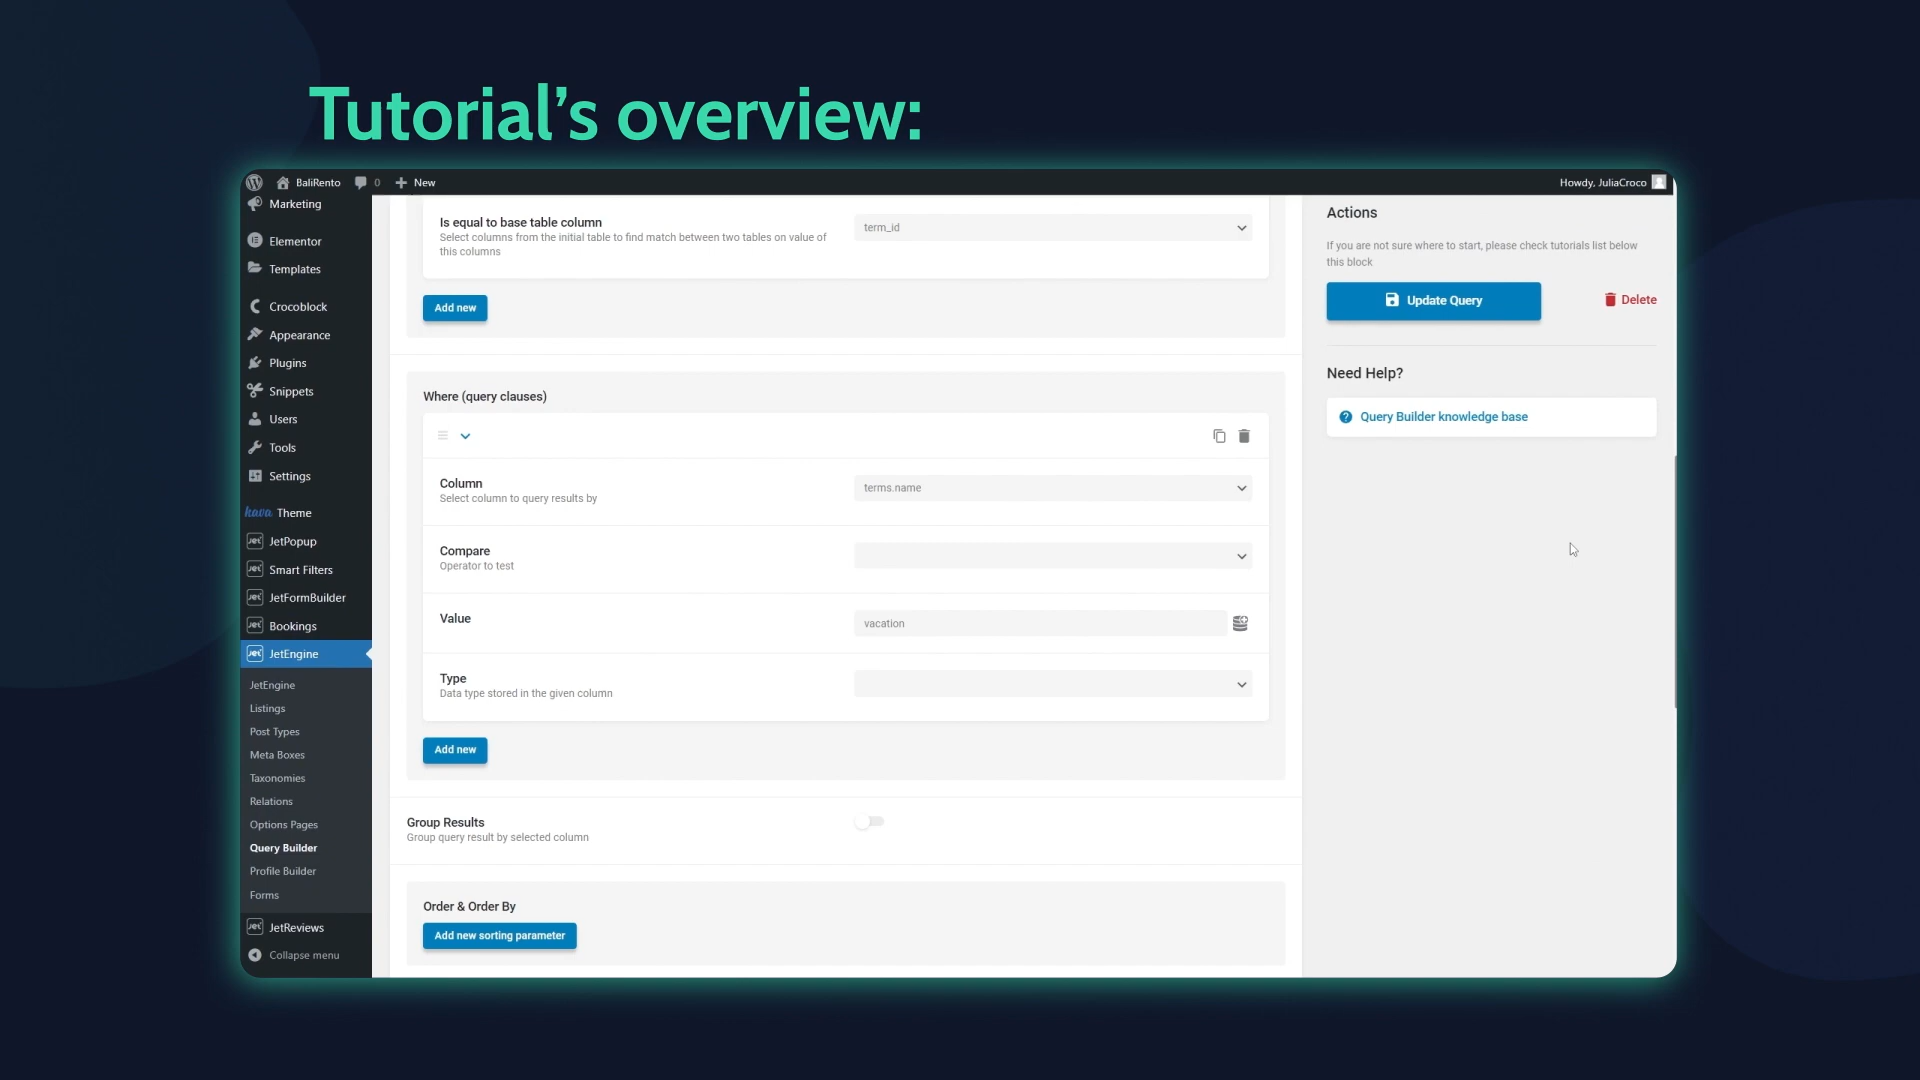 Tutorial’s overview:
BaliRento 0 New Howdy, JuliaCroco
Marketing
Elementor
Templates
Crocoblock
Appearance
Plugins
Snippets
Users
Tools
Settings
kava Theme
JetPopup
Smart Filters
JetFormBuilder
Bookings
JetEngine
JetEngine
Listings
Post Types
Meta Boxes
Taxonomies
Relations
Options Pages
Query Builder
Profile Builder
Forms
JetReviews
Collapse menu
Is equal to base table column
Select columns from the initial table to find match between two tables on value of
this columns
term_id
Add new
Where (query clauses)
Column
Select column to query results by
terms.name
Compare
Operator to test
Value
vacation
Type
Data type stored in the given column
Add new
Group Results
Group query result by selected column
Order & Order By
Add new sorting parameter
Actions
If you are not sure where to start, please check tutorials list below
this block
Update Query
Delete
Need Help?
Query Builder knowledge base